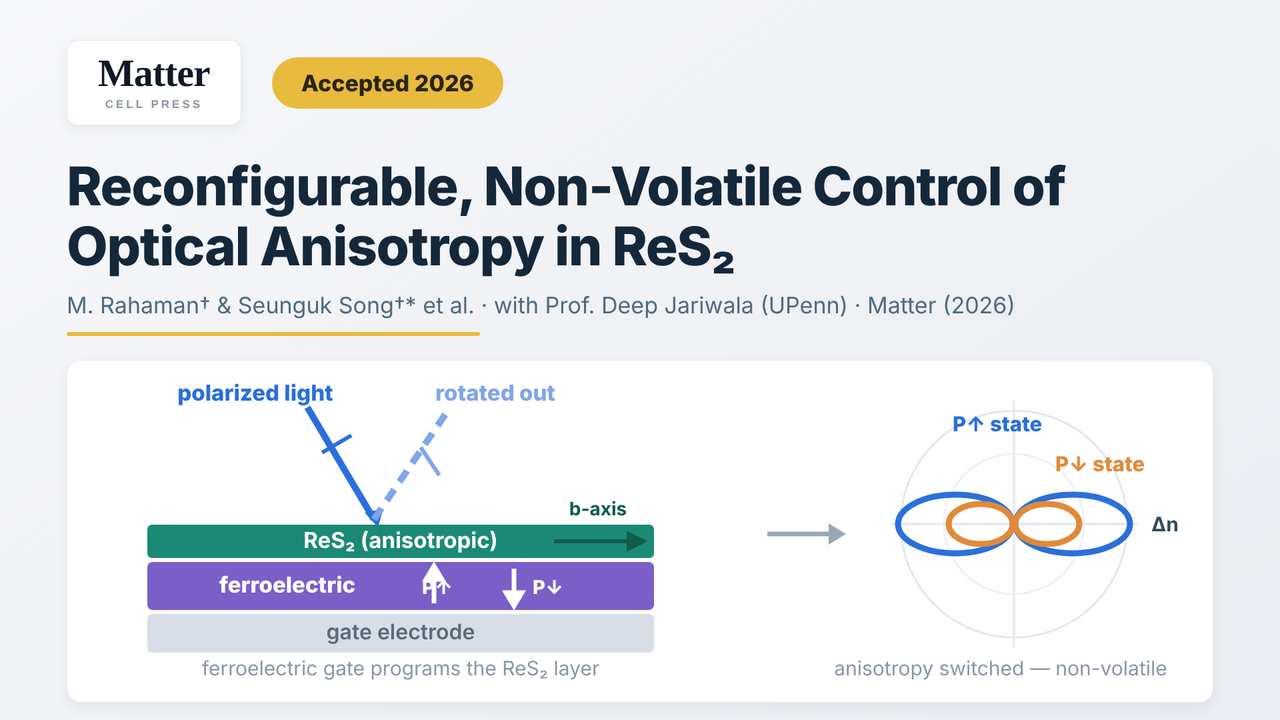 Matter
CELL PRESS
Accepted 2026
Reconfigurable, Non-Volatile Control of
Optical Anisotropy in ReS₂
M. Rahaman† & Seunguk Song†* et al. · with Prof. Deep Jariwala (UPenn) · Matter (2026)
polarized light
rotated out
b-axis
ReS₂ (anisotropic)
ferroelectric
P↑
P↓
gate electrode
ferroelectric gate programs the ReS₂ layer
P↑ state
P↓ state
Δn
anisotropy switched — non-volatile